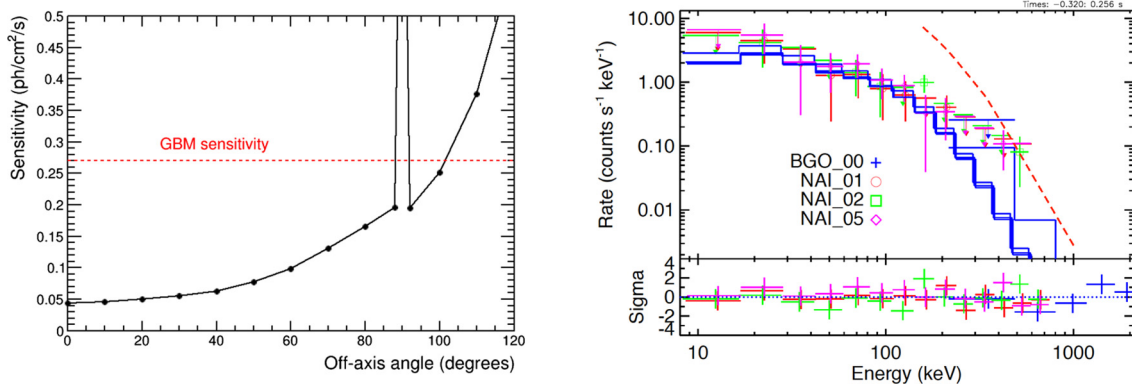 Sensitivity (ph/cm²/s)
0.5
0.45
0.4
0.35
0.3
0.25
0.2
0.15
0.1
0.05
0
GBM sensitivity
0 20 40 60 80 100 120
Off-axis angle (degrees)
Times: -0.320: 0.256 s
Rate (counts s⁻¹ keV⁻¹)
10.00
1.00
0.10
0.01
BGO_00
NAI_01
NAI_02
NAI_05
Sigma
4
2
0
-2
-4
10 100 1000
Energy (keV)